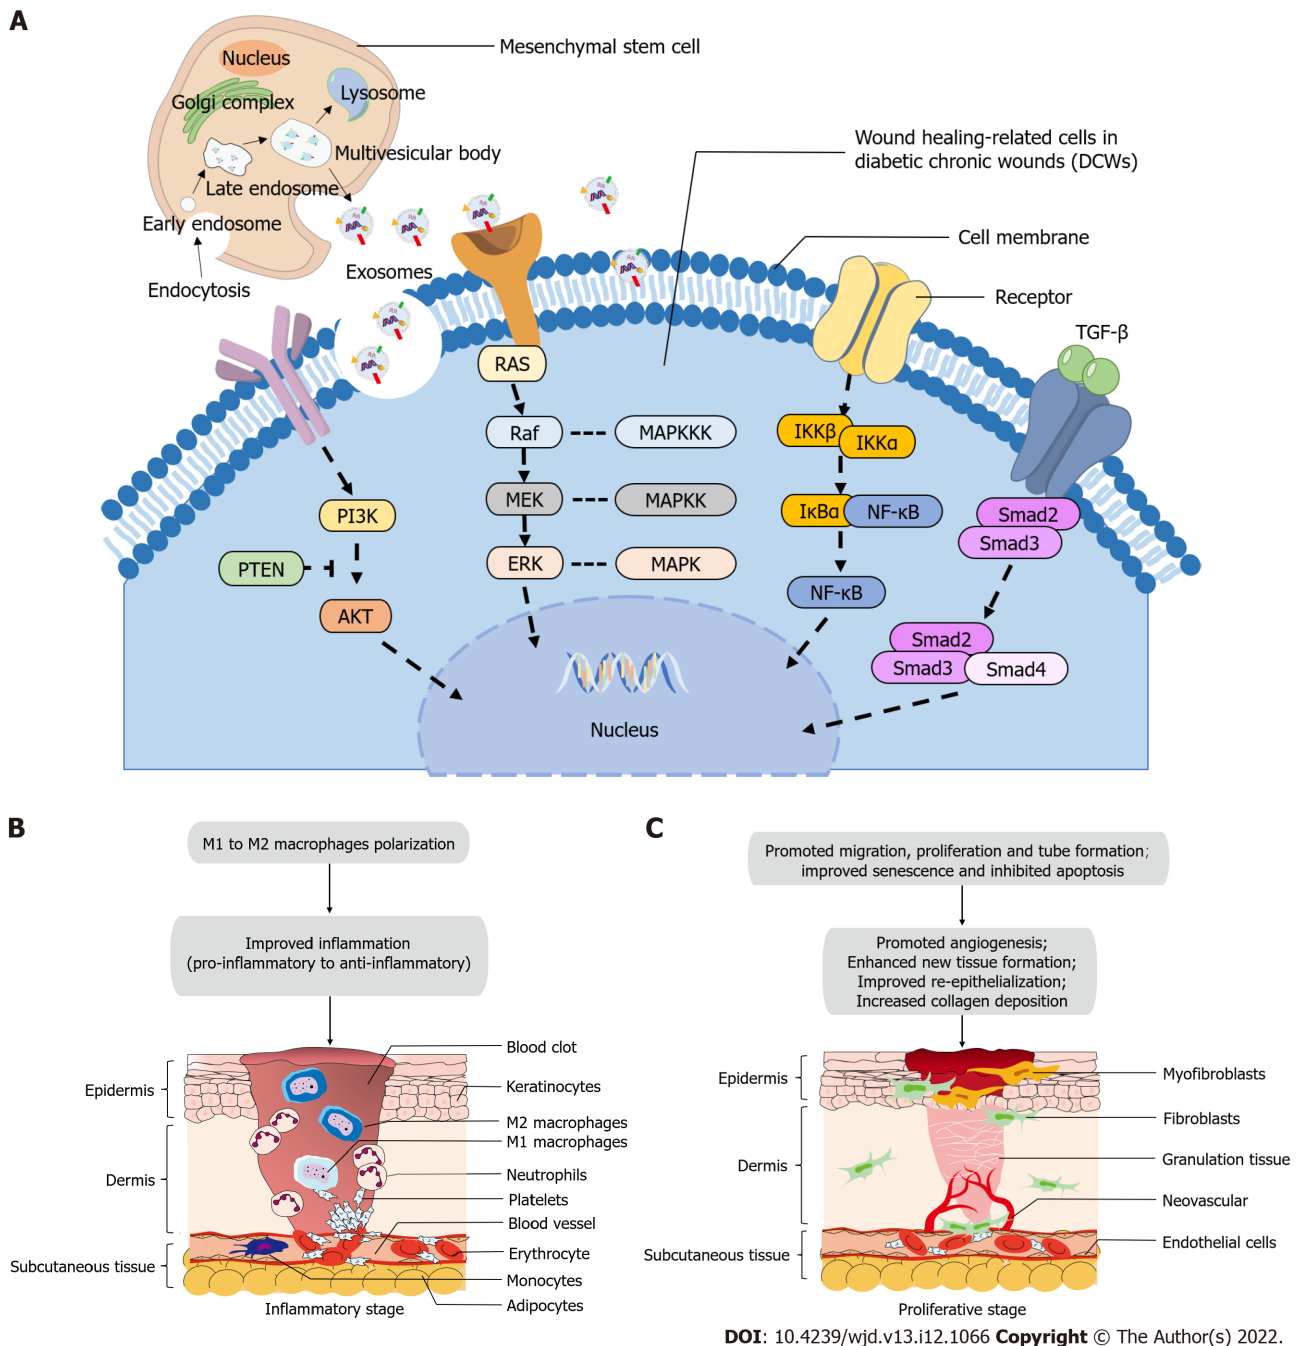 A
Mesenchymal stem cell
Nucleus
Lysosome
Golgi complex
Multivesicular body
Late endosome
Early endosome
Exosomes
Endocytosis
Wound healing-related cells in
diabetic chronic wounds (DCWs)
Cell membrane
Receptor
TGF-β
RAS
Raf
MAPKKK
MEK
MAPKK
ERK
MAPK
PI3K
PTEN
AKT
IKKβ
IKKα
IκBα
NF-κB
NF-κB
Smad2
Smad3
Smad2
Smad3
Smad4
Nucleus
B
M1 to M2 macrophages polarization
Improved inflammation
(pro-inflammatory to anti-inflammatory)
Blood clot
Keratinocytes
M2 macrophages
M1 macrophages
Neutrophils
Platelets
Blood vessel
Erythrocyte
Monocytes
Adipocytes
Epidermis
Dermis
Subcutaneous tissue
Inflammatory stage
C
Promoted migration, proliferation and tube formation;
improved senescence and inhibited apoptosis
Promoted angiogenesis;
Enhanced new tissue formation;
Improved re-epithelialization;
Increased collagen deposition
Myofibroblasts
Fibroblasts
Granulation tissue
Neovascular
Endothelial cells
Epidermis
Dermis
Subcutaneous tissue
Proliferative stage
DOI: 10.4239/wjd.v13.i12.1066 Copyright © The Author(s) 2022.